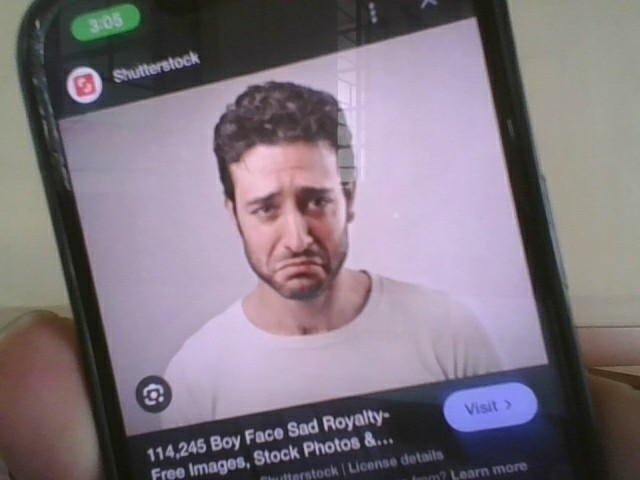 3:05
Shutterstock
Visit >
114,245 Boy Face Sad Royalty-
Free Images, Stock Photos &...
Shutterstock | License details
from? Learn more